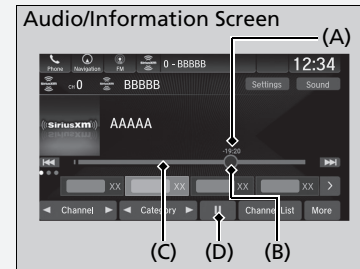 Audio/Information Screen
(A)
Phone Navigation FM 0 - BBBBB 12:34
CH 0 BBBBB Settings Sound
((SiriusXM)) AAAAA
-19:20
XX XX XX XX
Channel Category Channel List More
(C) (D) (B)